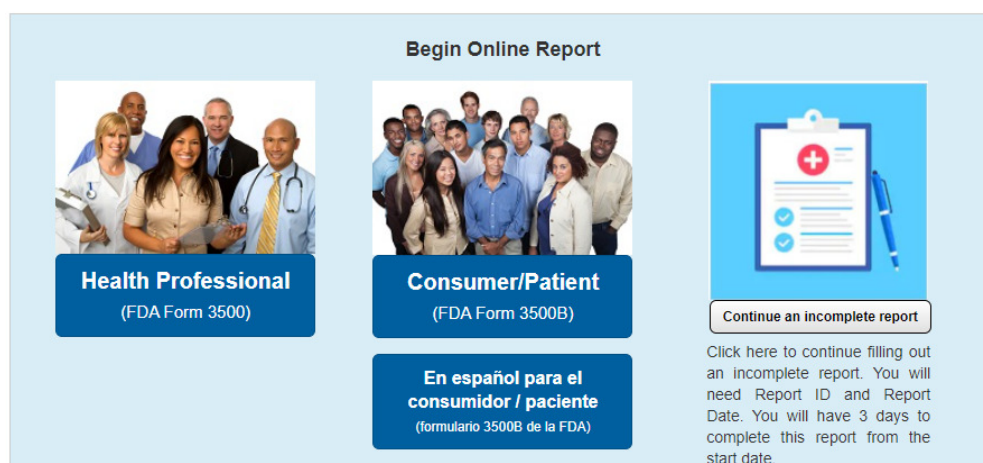 Begin Online Report
Health Professional
(FDA Form 3500)
Consumer/Patient
(FDA Form 3500B)
En español para el
consumidor / paciente
(formulario 3500B de la FDA)
Continue an incomplete report
Click here to continue filling out
an incomplete report. You will
need Report ID and Report
Date. You will have 3 days to
complete this report from the
start date.